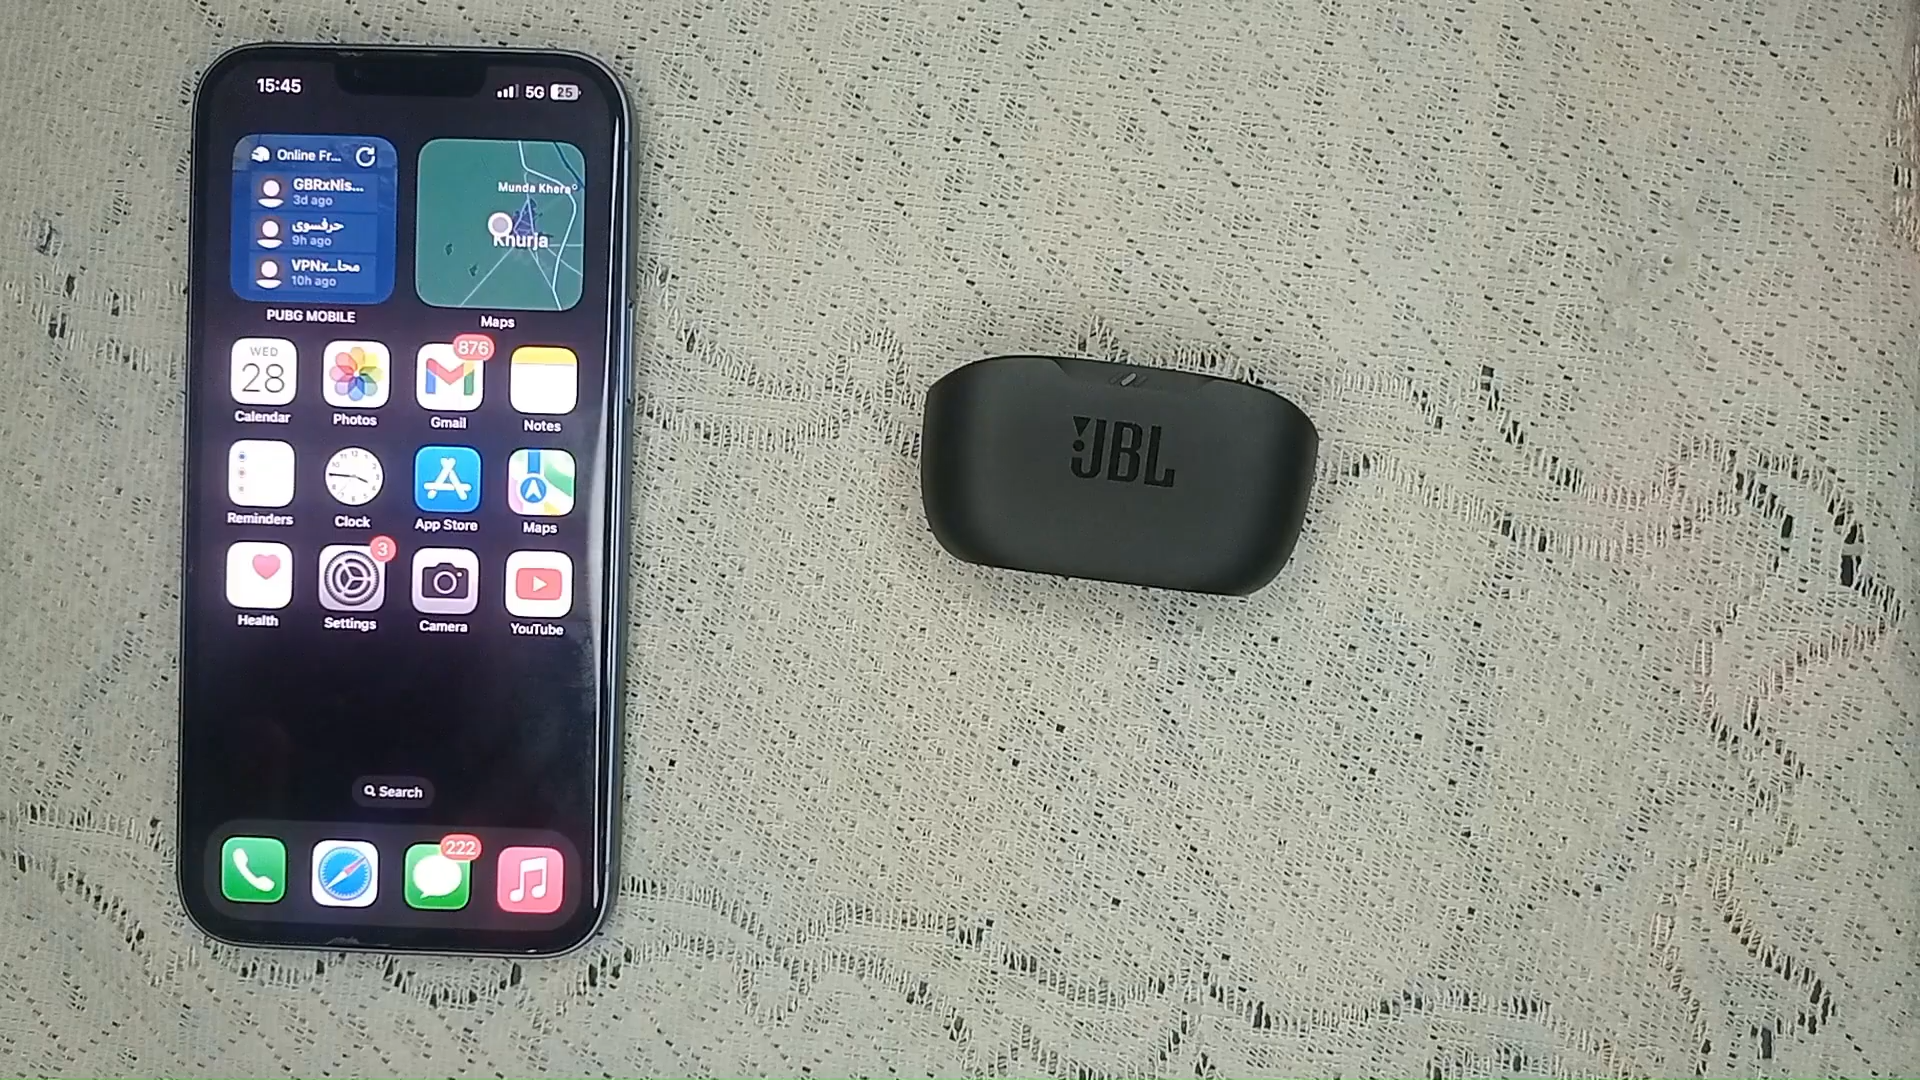 15:45
5G 25
Online Fr...
GBRxNis...
3d ago
حرفسوی
9h ago
VPNx...محا
10h ago
PUBG MOBILE
Munda Khera
Khurja
Maps
WED
28
Calendar
Photos
876
Gmail
Notes
Reminders
Clock
App Store
Maps
Health
3
Settings
Camera
YouTube
Search
222
JBL